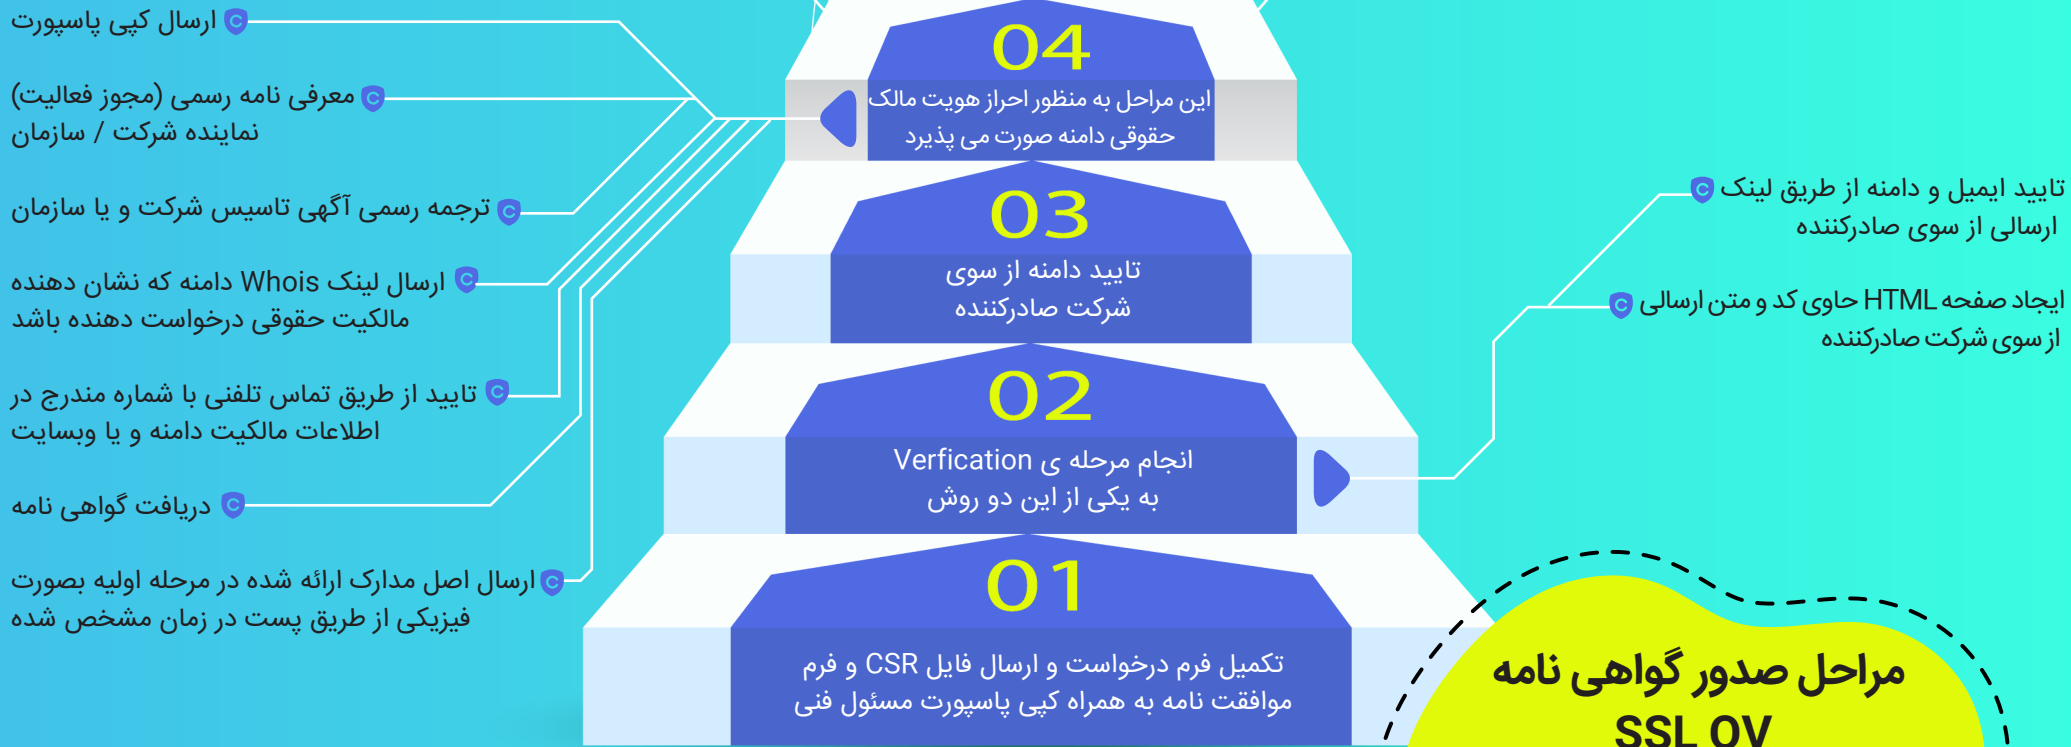 ارسال کپی پاسپورت
معرفی نامه رسمی (مجوز فعالیت)
نماینده شرکت / سازمان
ترجمه رسمی آگهی تاسیس شرکت و یا سازمان
ارسال لینک Whois دامنه که نشان دهنده
مالکیت حقوقی درخواست دهنده باشد
تایید از طریق تماس تلفنی با شماره مندرج در
اطلاعات مالکیت دامنه و یا وبسایت
دریافت گواهی نامه
ارسال اصل مدارک ارائه شده در مرحله اولیه بصورت
فیزیکی از طریق پست در زمان مشخص شده
04
این مراحل به منظور احراز هویت مالک
حقوقی دامنه صورت می پذیرد
03
تایید دامنه از سوی
شرکت صادرکننده
02
انجام مرحله ی Verfication
به یکی از این دو روش
01
تکمیل فرم درخواست و ارسال فایل CSR و فرم
موافقت نامه به همراه کپی پاسپورت مسئول فنی
تایید ایمیل و دامنه از طریق لینک
ارسالی از سوی صادرکننده
ایجاد صفحه HTML حاوی کد و متن ارسالی
از سوی شرکت صادرکننده
مراحل صدور گواهی نامه
SSL OV